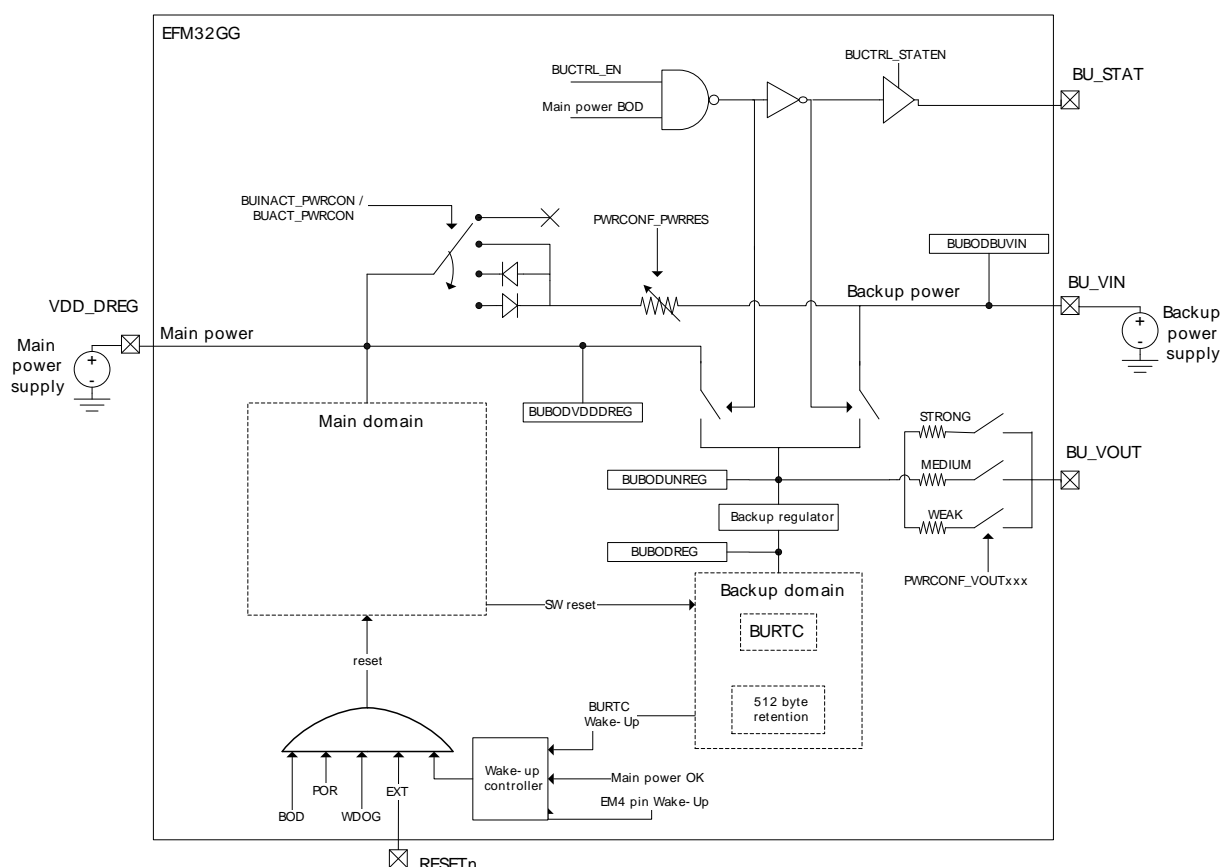 EFM32GG
BUCTRL_EN
Main power BOD
BUCTRL_STATEN
BU_STAT
BUINACT_PWRCON /
BUACT_PWRCON
PWRCONF_PWRRES
BUBODBUVIN
VDD_DREG
Main power
Backup power
BU_VIN
Main
power
supply
+
-
Backup
power
supply
+
-
BUBODVDDDREG
Main domain
STRONG
MEDIUM
WEAK
BU_VOUT
BUBODUNREG
Backup regulator
BUBODREG
PWRCONF_VOUTxxx
SW reset
Backup domain
BURTC
512 byte
retention
reset
BURTC
Wake-Up
Wake-up
controller
Main power OK
EM4 pin Wake-Up
BOD
POR
WDOG
EXT
RESETn